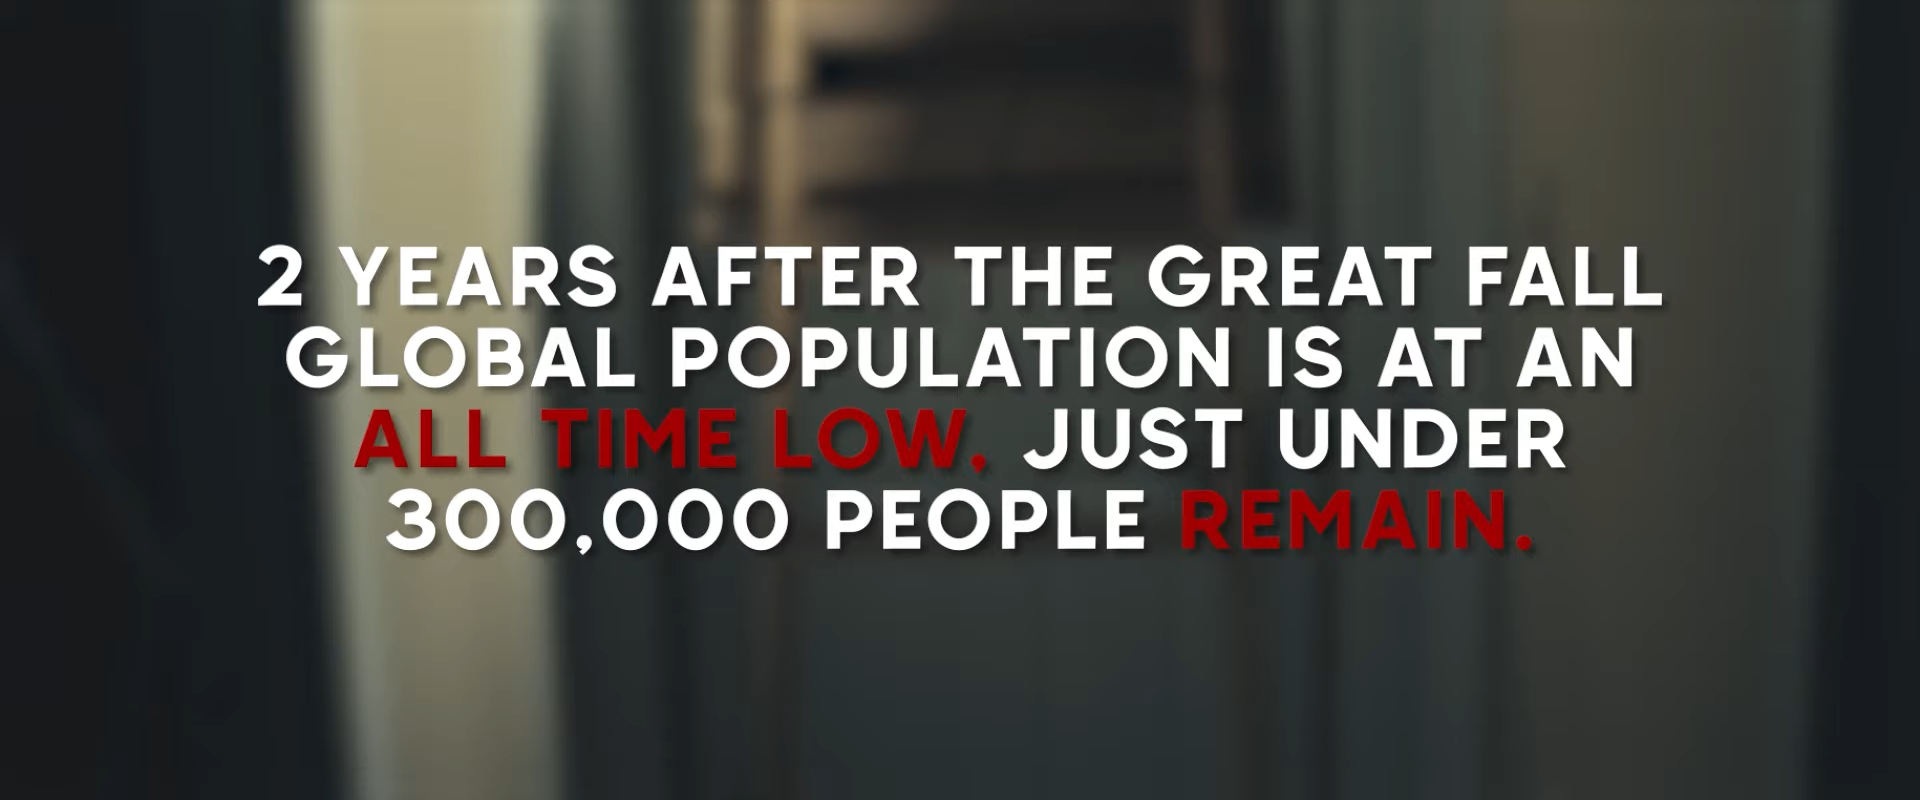 2 YEARS AFTER THE GREAT FALL
GLOBAL POPULATION IS AT AN
ALL TIME LOW, JUST UNDER
300,000 PEOPLE REMAIN.